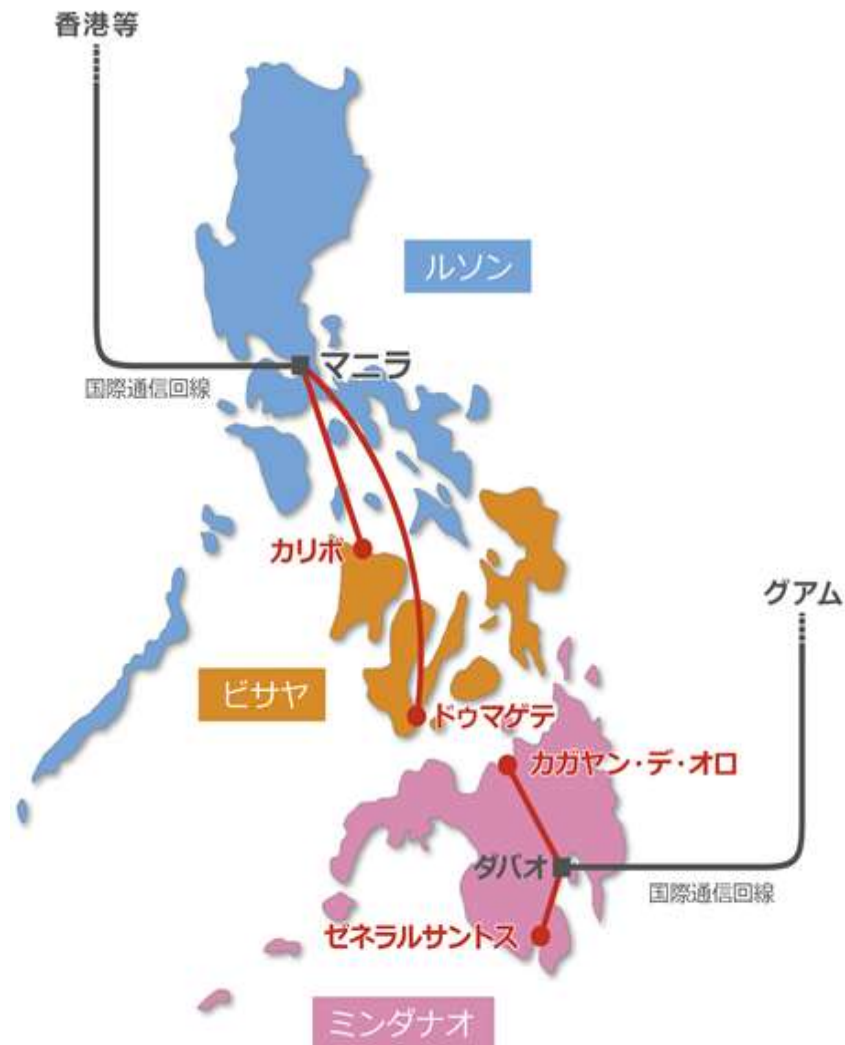 香港等
ルソン
マニラ
国際通信回線
カリボ
グアム
ビサヤ
ドゥマゲテ
カガヤン・デ・オロ
ダバオ
国際通信回線
ゼネラルサントス
ミンダナオ